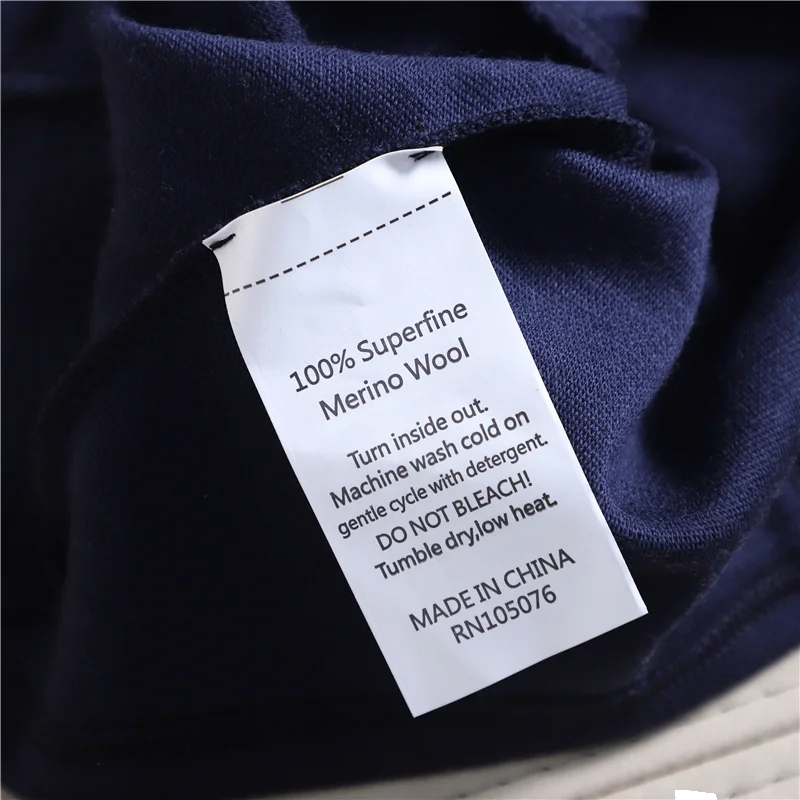 100% Superfine
Merino Wool
Turn inside out.
Machine wash cold on
gentle cycle with detergent.
DO NOT BLEACH!
Tumble dry,low heat.
MADE IN CHINA
RN105076